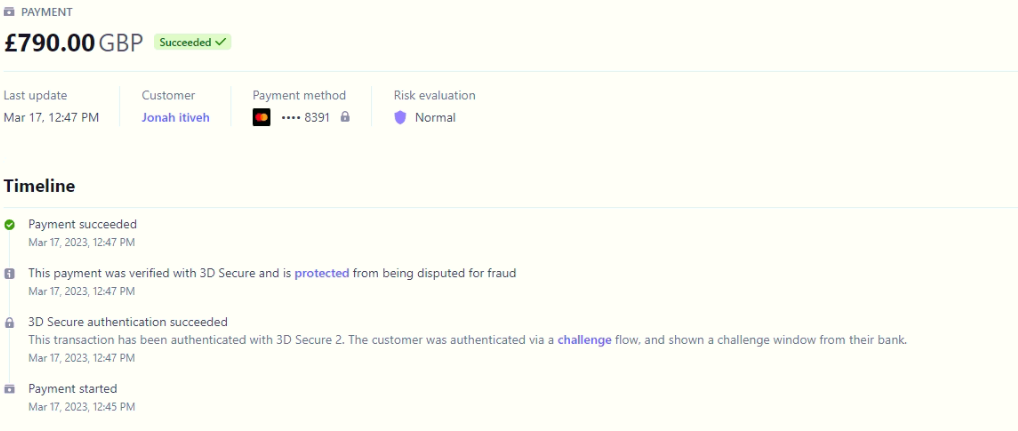 PAYMENT
£790.00 GBP Succeeded
Last update Customer Payment method Risk evaluation
Mar 17, 12:47 PM Jonah itiveh •••• 8391 Normal
Timeline
Payment succeeded
Mar 17, 2023, 12:47 PM
This payment was verified with 3D Secure and is protected from being disputed for fraud
Mar 17, 2023, 12:47 PM
3D Secure authentication succeeded
This transaction has been authenticated with 3D Secure 2. The customer was authenticated via a challenge flow, and shown a challenge window from their bank.
Mar 17, 2023, 12:47 PM
Payment started
Mar 17, 2023, 12:45 PM